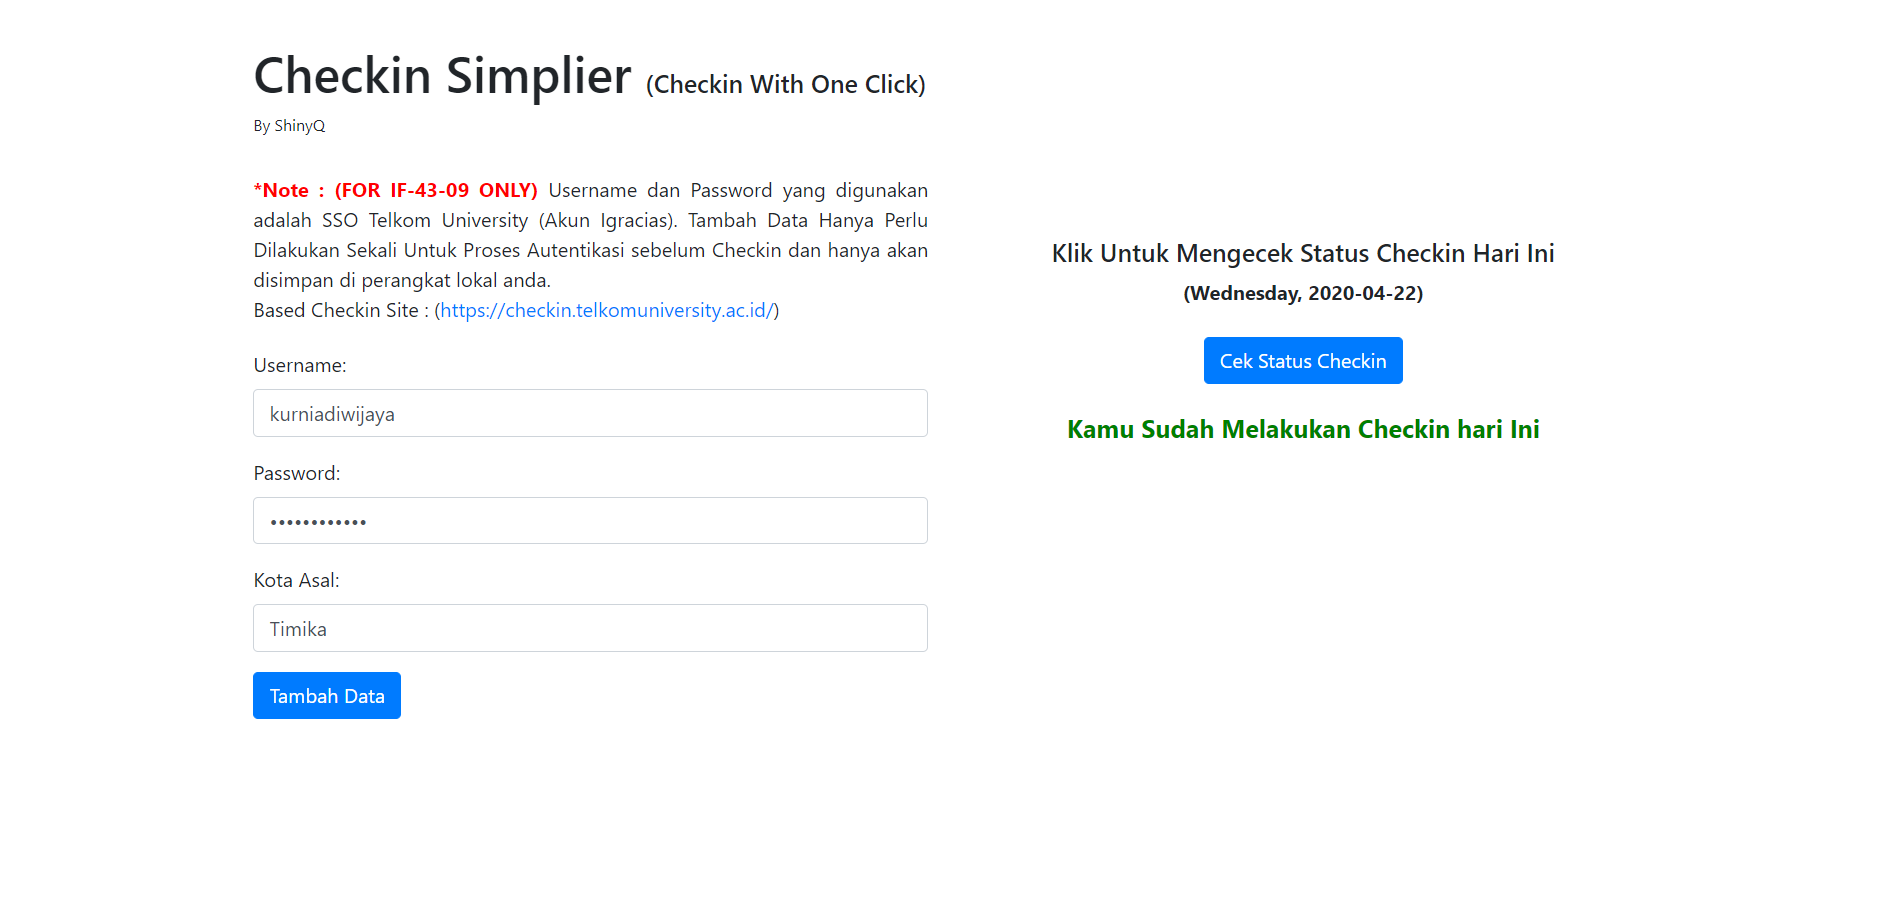 Checkin Simplier (Checkin With One Click)
By ShinyQ
*Note : (FOR IF-43-09 ONLY) Username dan Password yang digunakan
adalah SSO Telkom University (Akun Igracias). Tambah Data Hanya Perlu
Dilakukan Sekali Untuk Proses Autentikasi sebelum Checkin dan hanya akan
disimpan di perangkat lokal anda.
Based Checkin Site : (https://checkin.telkomuniversity.ac.id/)
Username:
kurniadiwijaya
Password:
••••••••••••
Kota Asal:
Timika
Tambah Data
Klik Untuk Mengecek Status Checkin Hari Ini
(Wednesday, 2020-04-22)
Cek Status Checkin
Kamu Sudah Melakukan Checkin hari Ini